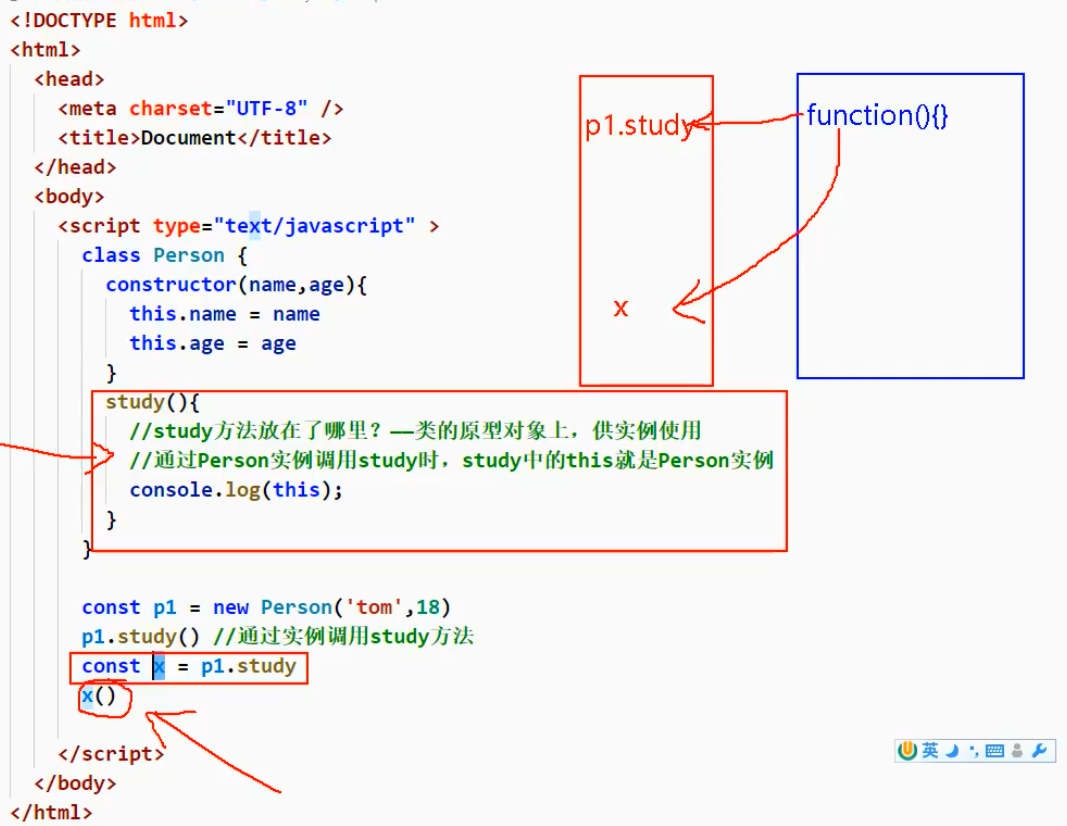 <!DOCTYPE html>
<html>
<head>
<meta charset="UTF-8" />
<title>Document</title>
</head>
<body>
<script type="text/javascript" >
class Person {
constructor(name,age){
this.name = name
this.age = age
}
study(){
//study方法放在了哪里？——类的原型对象上，供实例使用
//通过Person实例调用study时，study中的this就是Person实例
console.log(this);
}
}
const p1 = new Person('tom',18)
p1.study() //通过实例调用study方法
const x = p1.study
x()
</script>
</body>
</html>
p1.study
x
function(){}
英